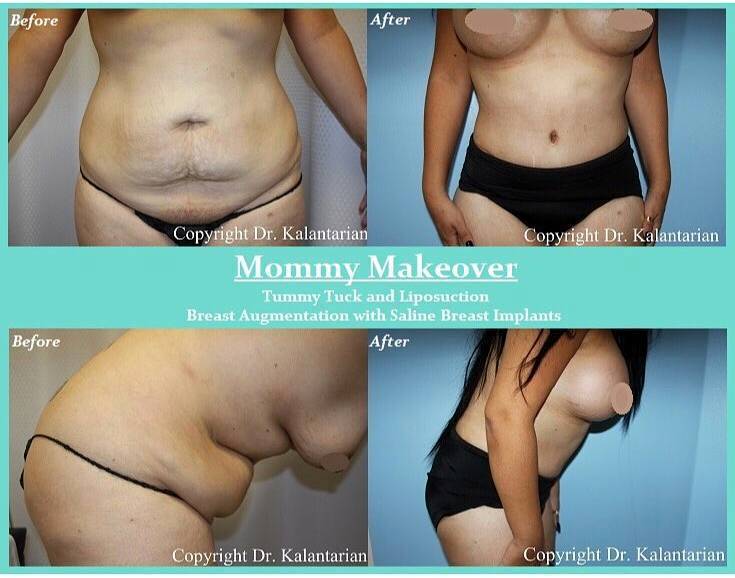 Before
After
Copyright Dr. Kalantarian
Copyright Dr. Kalantarian
Mommy Makeover
Tummy Tuck and Liposuction
Breast Augmentation with Saline Breast Implants
Before
After
Copyright Dr. Kalantarian
Copyright Dr. Kalantarian